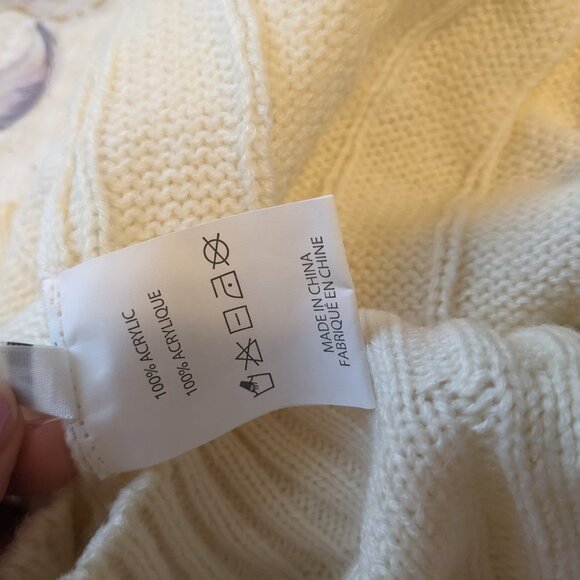 100% ACRYLIC
100% ACRYLIQUE
MADE IN CHINA
FABRIQUÉ EN CHINE